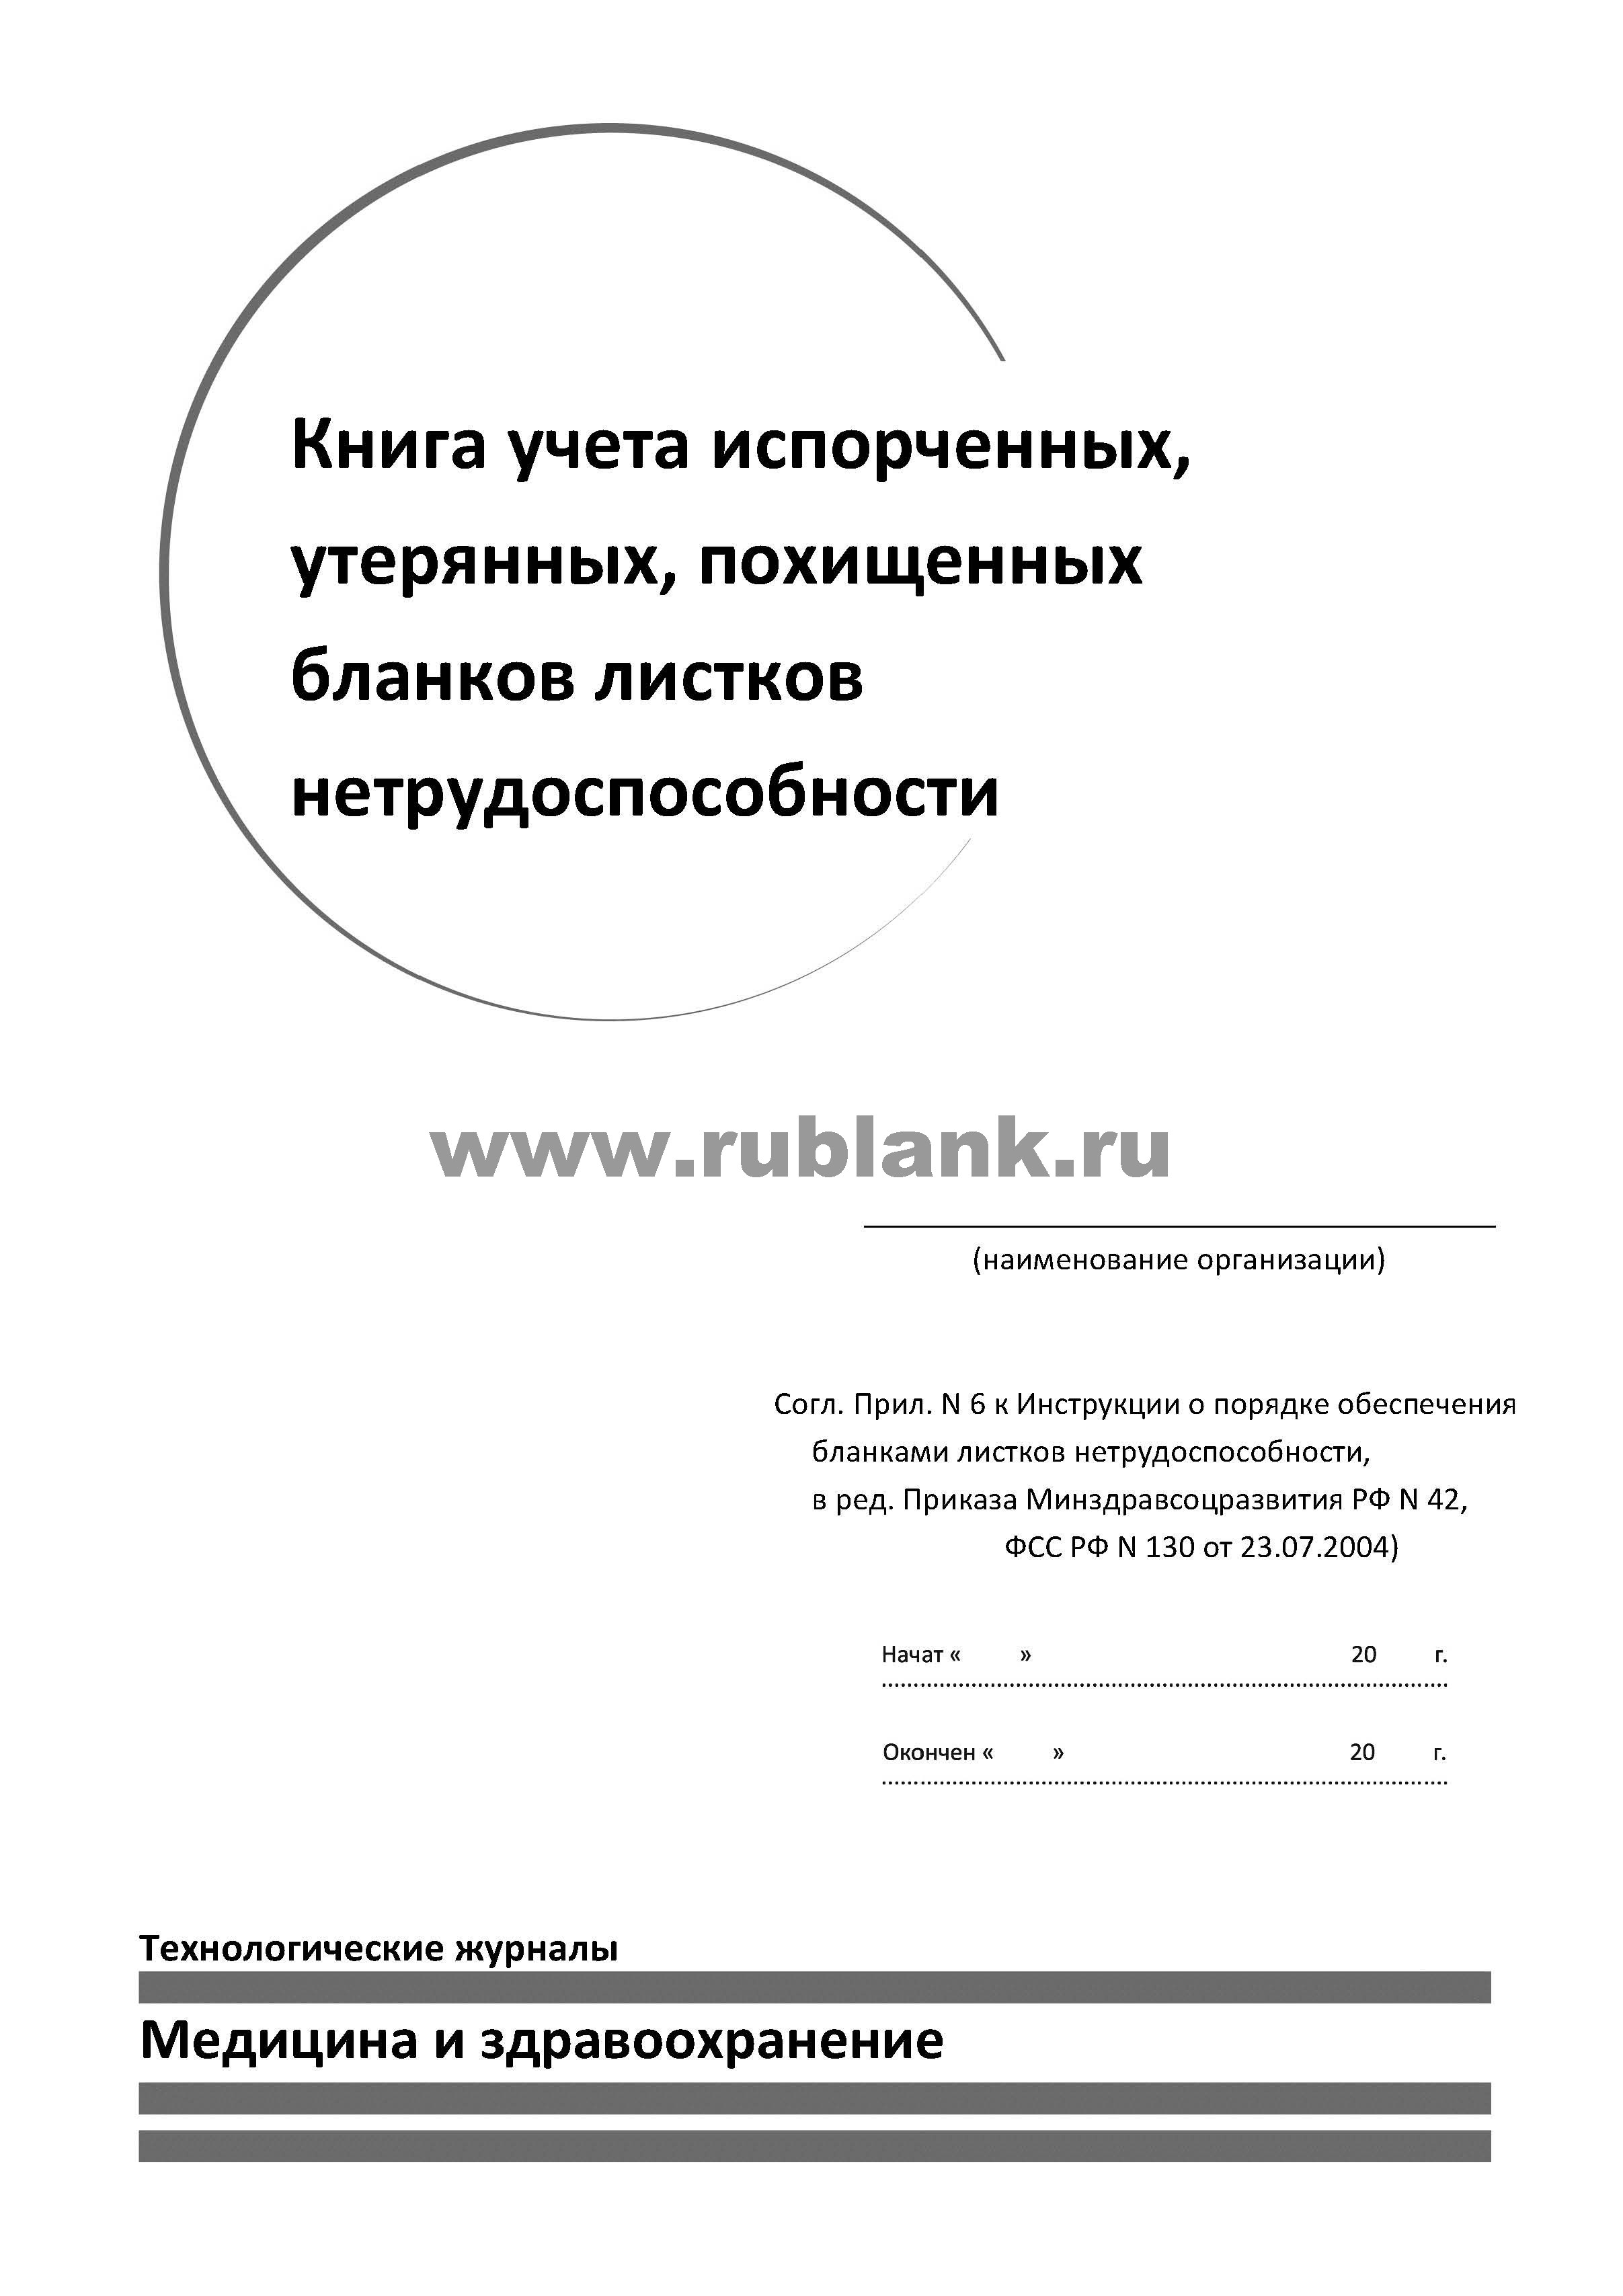 Книга учета испорченных,
утерянных, похищенных
бланков листков
нетрудоспособности
www.rublank.ru
(наименование организации)
Согл. Прил. N 6 к Инструкции о порядке обеспечения
бланками листков нетрудоспособности,
в ред. Приказа Минздравсоцразвития РФ N 42,
ФСС РФ N 130 от 23.07.2004)
Начат « » 20 г.
Окончен « » 20 г.
Технологические журналы
Медицина и здравоохранение